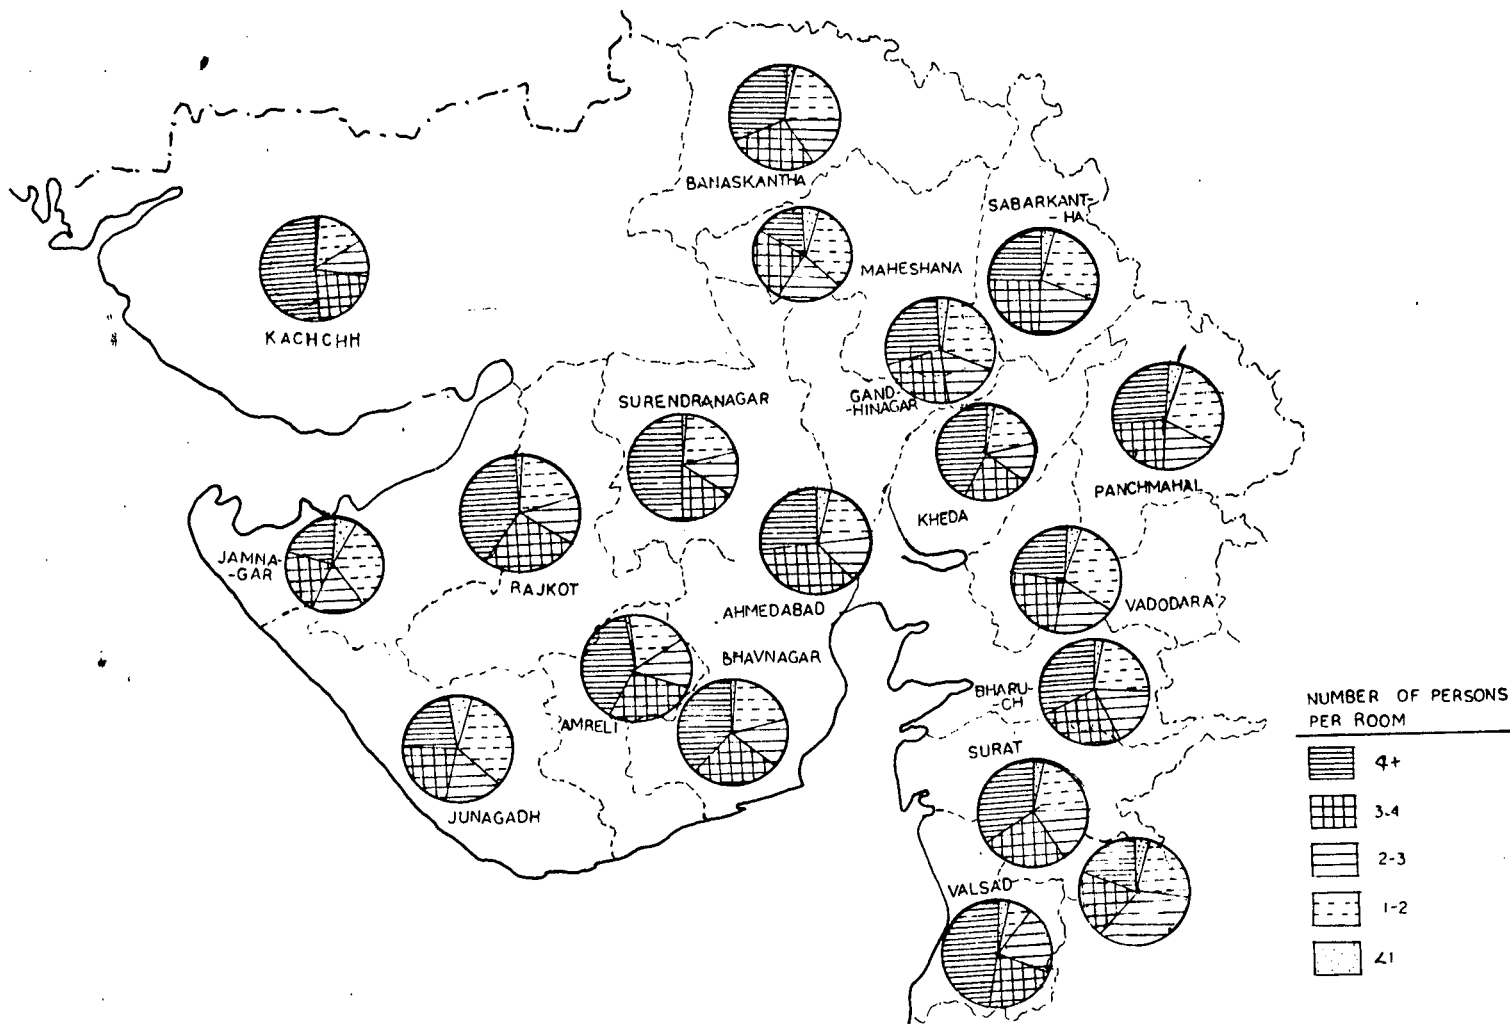 BANASKANTHA
SABARKANT-
-HA
MAHESHANA
KACHCHH
GAND-
-HINAGAR
SURENDRANAGAR
PANCHMAHAL
KHEDA
JAMNA-
-GAR
RAJKOT
AHMEDABAD
VADODARA
BHAVNAGAR
BHARU-
-CH
AMRELI
SURAT
JUNAGADH
VALSAD
NUMBER OF PERSONS
PER ROOM
4+
3-4
2-3
1-2
<1